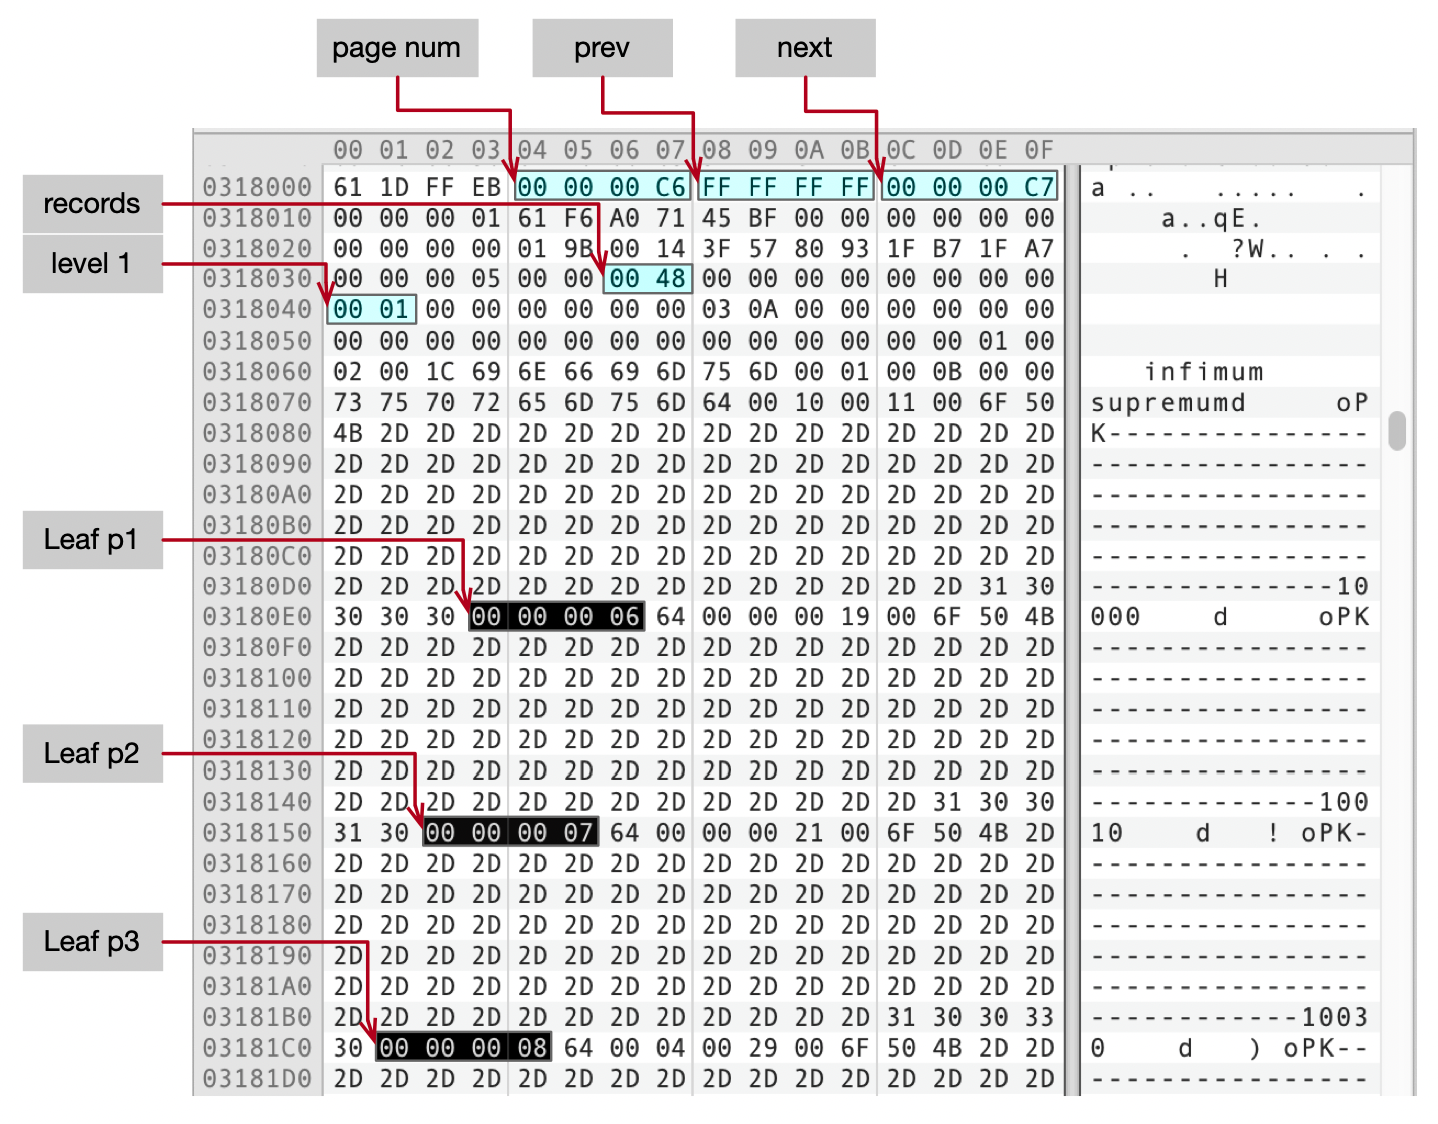 page num prev next
00 01 02 03 04 05 06 07 08 09 0A 0B 0C 0D 0E 0F
0318000 61 1D FF EB 00 00 00 C6 FF FF FF FF 00 00 00 C7 a .. ..... .
records
0318010 00 00 00 01 61 F6 A0 71 45 BF 00 00 00 00 00 00 a..qE.
0318020 00 00 00 00 01 9B 00 14 3F 57 80 93 1F B7 1F A7 . ?W.. . .
level 1
0318030 00 00 00 05 00 00 00 48 00 00 00 00 00 00 00 00 H
0318040 00 01 00 00 00 00 00 00 03 0A 00 00 00 00 00 00
0318050 00 00 00 00 00 00 00 00 00 00 00 00 00 00 01 00
0318060 02 00 1C 69 6E 66 69 6D 75 6D 00 01 00 0B 00 00 infimum
0318070 73 75 70 72 65 6D 75 6D 64 00 10 00 11 00 6F 50 supremumd oP
0318080 4B 2D 2D 2D 2D 2D 2D 2D 2D 2D 2D 2D 2D 2D 2D 2D K---------------
0318090 2D 2D 2D 2D 2D 2D 2D 2D 2D 2D 2D 2D 2D 2D 2D 2D ----------------
03180A0 2D 2D 2D 2D 2D 2D 2D 2D 2D 2D 2D 2D 2D 2D 2D 2D ----------------
03180B0 2D 2D 2D 2D 2D 2D 2D 2D 2D 2D 2D 2D 2D 2D 2D 2D ----------------
Leaf p1
03180C0 2D 2D 2D 2D 2D 2D 2D 2D 2D 2D 2D 2D 2D 2D 2D 2D ----------------
03180D0 2D 2D 2D 2D 2D 2D 2D 2D 2D 2D 2D 2D 2D 2D 31 30 --------------10
03180E0 30 30 30 00 00 00 06 64 00 00 00 19 00 6F 50 4B 000 d oPK
03180F0 2D 2D 2D 2D 2D 2D 2D 2D 2D 2D 2D 2D 2D 2D 2D 2D ----------------
0318100 2D 2D 2D 2D 2D 2D 2D 2D 2D 2D 2D 2D 2D 2D 2D 2D ----------------
0318110 2D 2D 2D 2D 2D 2D 2D 2D 2D 2D 2D 2D 2D 2D 2D 2D ----------------
0318120 2D 2D 2D 2D 2D 2D 2D 2D 2D 2D 2D 2D 2D 2D 2D 2D ----------------
Leaf p2
0318130 2D 2D 2D 2D 2D 2D 2D 2D 2D 2D 2D 2D 2D 2D 2D 2D ----------------
0318140 2D 2D 2D 2D 2D 2D 2D 2D 2D 2D 2D 2D 2D 31 30 30 -------------100
0318150 31 30 00 00 00 07 64 00 00 00 21 00 6F 50 4B 2D 10 d ! oPK-
0318160 2D 2D 2D 2D 2D 2D 2D 2D 2D 2D 2D 2D 2D 2D 2D 2D ----------------
0318170 2D 2D 2D 2D 2D 2D 2D 2D 2D 2D 2D 2D 2D 2D 2D 2D ----------------
0318180 2D 2D 2D 2D 2D 2D 2D 2D 2D 2D 2D 2D 2D 2D 2D 2D ----------------
Leaf p3
0318190 2D 2D 2D 2D 2D 2D 2D 2D 2D 2D 2D 2D 2D 2D 2D 2D ----------------
03181A0 2D 2D 2D 2D 2D 2D 2D 2D 2D 2D 2D 2D 2D 2D 2D 2D ----------------
03181B0 2D 2D 2D 2D 2D 2D 2D 2D 2D 2D 2D 2D 31 30 30 33 ------------1003
03181C0 30 00 00 00 08 64 00 04 00 29 00 6F 50 4B 2D 2D 0 d ) oPK--
03181D0 2D 2D 2D 2D 2D 2D 2D 2D 2D 2D 2D 2D 2D 2D 2D 2D ----------------